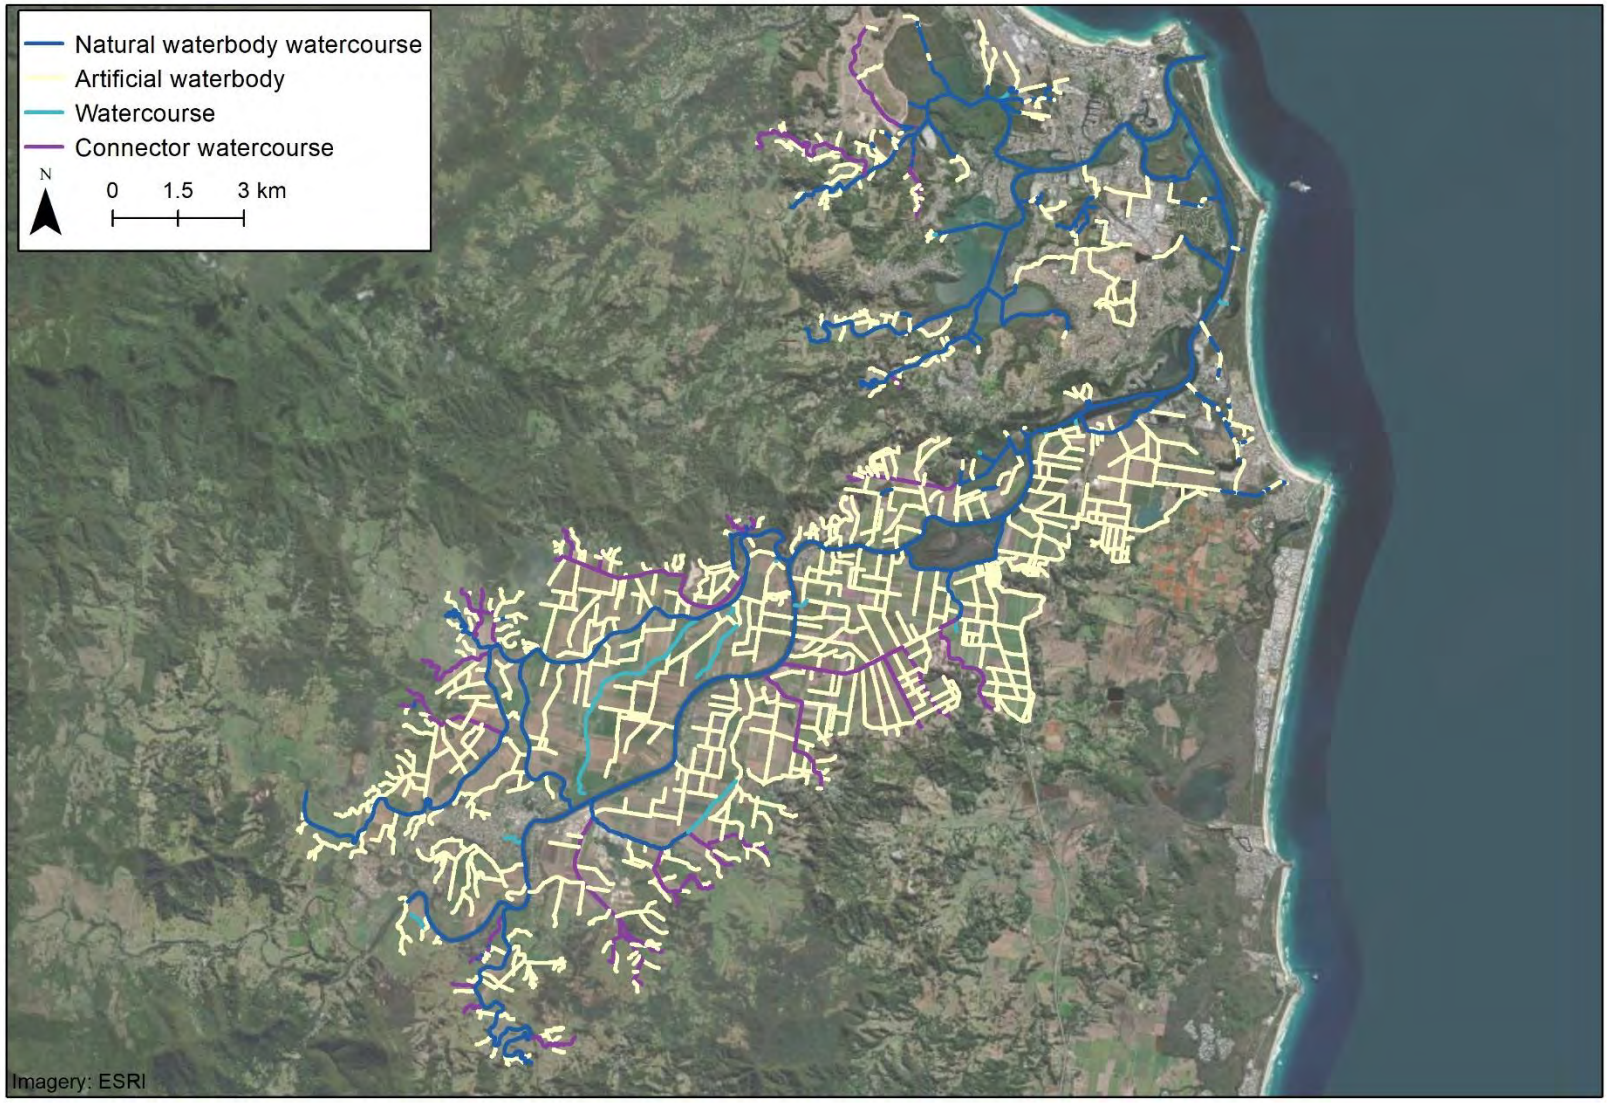 Natural waterbody watercourse
Artificial waterbody
Watercourse
Connector watercourse
N
0 1.5 3 km
Imagery: ESRI